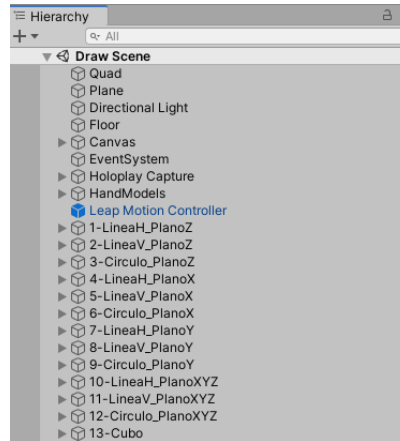 Hierarchy
All
Draw Scene
Quad
Plane
Directional Light
Floor
Canvas
EventSystem
Holoplay Capture
HandModels
Leap Motion Controller
1-LineaH_PlanoZ
2-LineaV_PlanoZ
3-Circulo_PlanoZ
4-LineaH_PlanoX
5-LineaV_PlanoX
6-Circulo_PlanoX
7-LineaH_PlanoY
8-LineaV_PlanoY
9-Circulo_PlanoY
10-LineaH_PlanoXYZ
11-LineaV_PlanoXYZ
12-Circulo_PlanoXYZ
13-Cubo